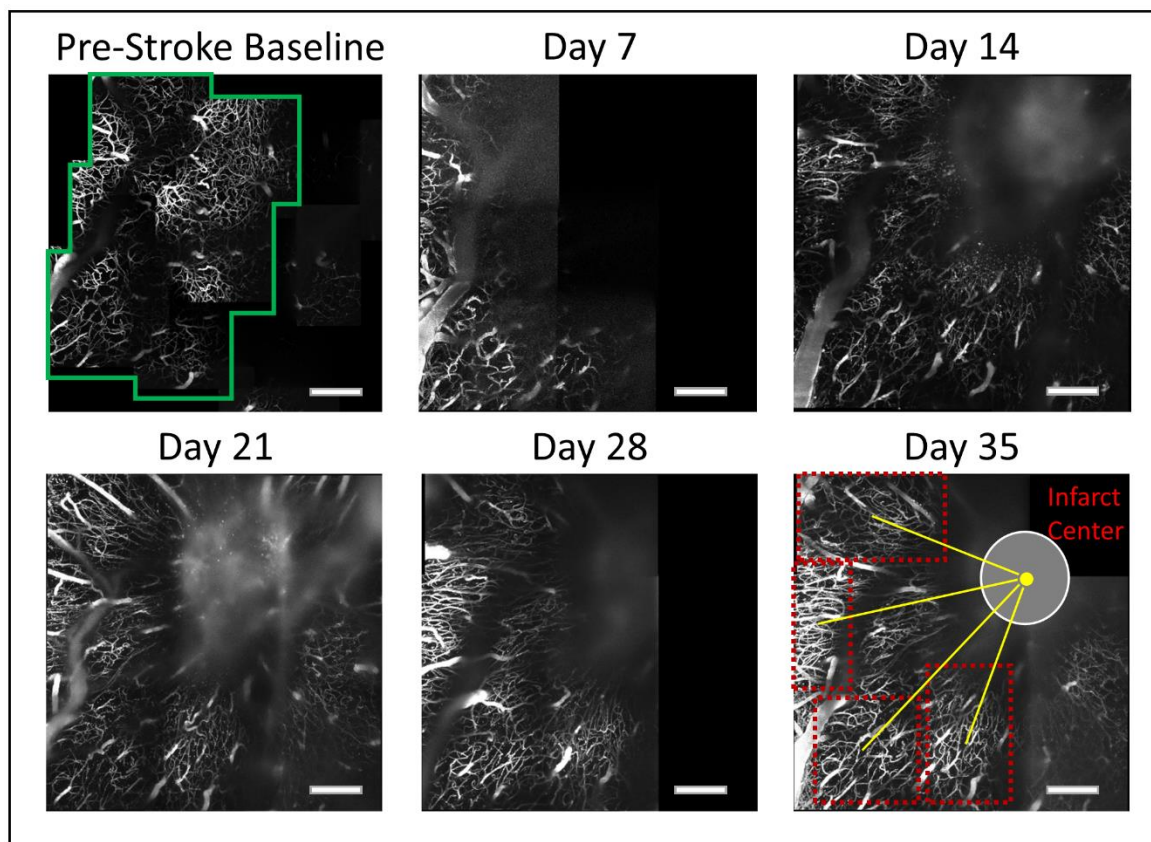 Pre-Stroke Baseline
Day 7
Day 14
Day 21
Day 28
Day 35
Infarct
Center